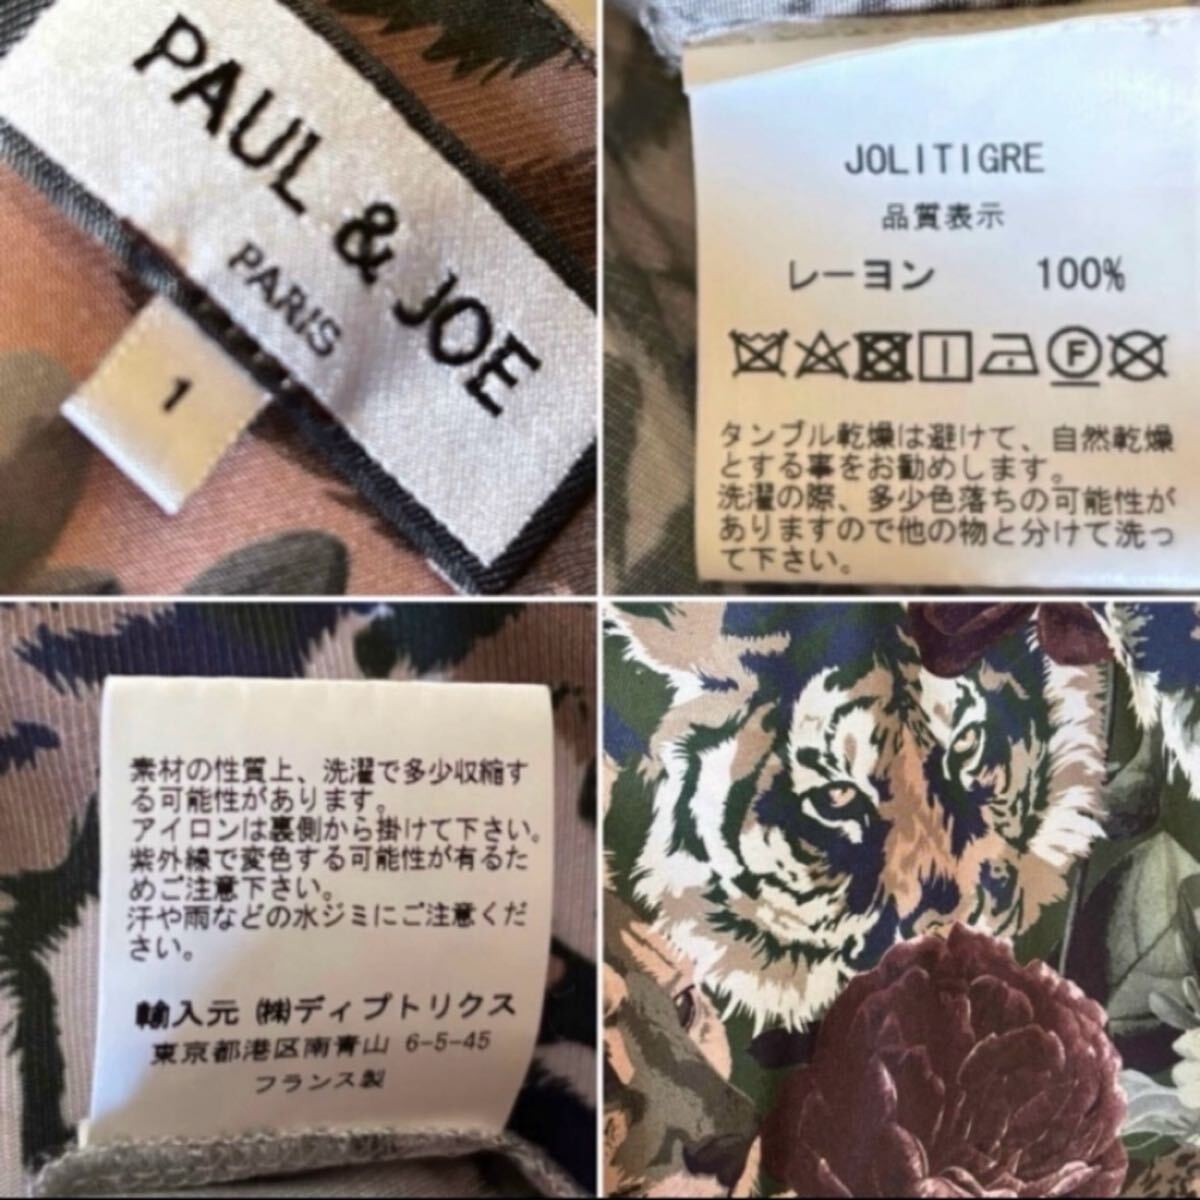 PAUL & JOE
PARIS
1
JOLITIGRE
品質表示
レーヨン 100%
F
タンブル乾燥は避けて、自然乾燥
とする事をお勧めします。
洗濯の際、多少色落ちの可能性が
ありますので他の物と分けて洗っ
て下さい。
素材の性質上、洗濯で多少収縮す
る可能性があります。
アイロンは裏側から掛けて下さい。
紫外線で変色する可能性が有るた
めご注意下さい。
汗や雨などの水ジミにご注意くだ
さい。
輸入元 ㈱ディプトリクス
東京都港区南青山 6-5-45
フランス製